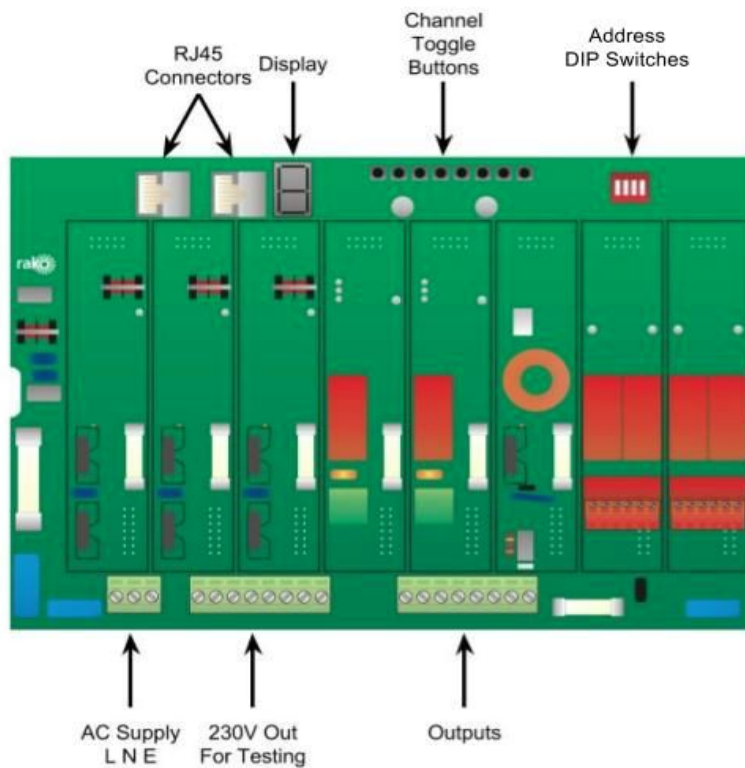 RJ45
Connectors
Display
Channel
Toggle
Buttons
Address
DIP Switches
rako
AC Supply
L N E
230V Out
For Testing
Outputs